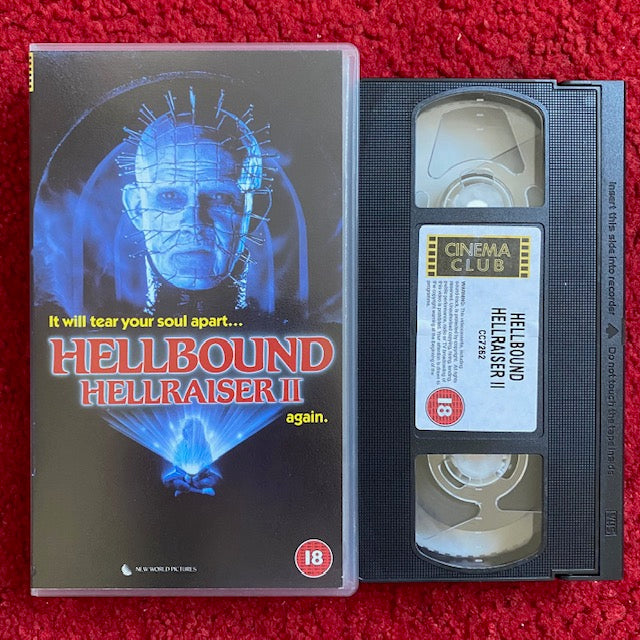 It will tear your soul apart...
HELLBOUND
HELLRAISER II
again.
18
NEW WORLD PICTURES
CINEMA
CLUB
HELLBOUND
HELLRAISER II
CC7262
18
Insert this side into recorder
Do not touch the tape inside
VHS